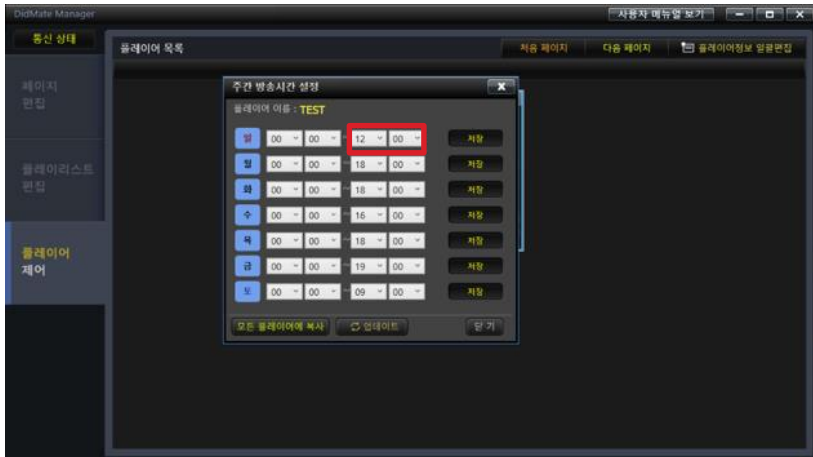 DidMate Manager 사용자 메뉴얼 보기
통신 상태
플레이어 목록 처음 페이지 다음 페이지 플레이어정보 일괄편집
페이지
편집
플레이리스트
편집
플레이어
제어
주간 방송시간 설정
플레이어 이름 : TEST
일 00 00 ~ 12 00 저장
월 00 00 ~ 18 00 저장
화 00 00 ~ 18 00 저장
수 00 00 ~ 16 00 저장
목 00 00 ~ 18 00 저장
금 00 00 ~ 19 00 저장
토 00 00 ~ 09 00 저장
모든 플레이어에 복사 업데이트 닫기